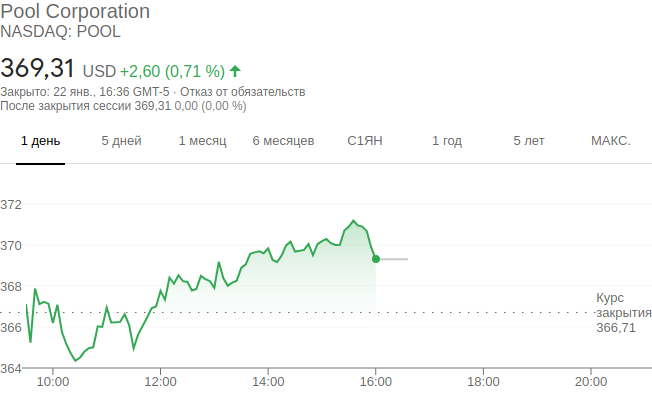 Pool Corporation
NASDAQ: POOL
369,31 USD +2,60 (0,71 %)
Закрыто: 22 янв., 16:36 GMT-5 · Отказ от обязательств
После закрытия сессии 369,31 0,00 (0,00 %)
1 день 5 дней 1 месяц 6 месяцев С1ЯН 1 год 5 лет МАКС.
372
370
368
Курс
закрытия
366
366,71
364
10:00 12:00 14:00 16:00 18:00 20:00